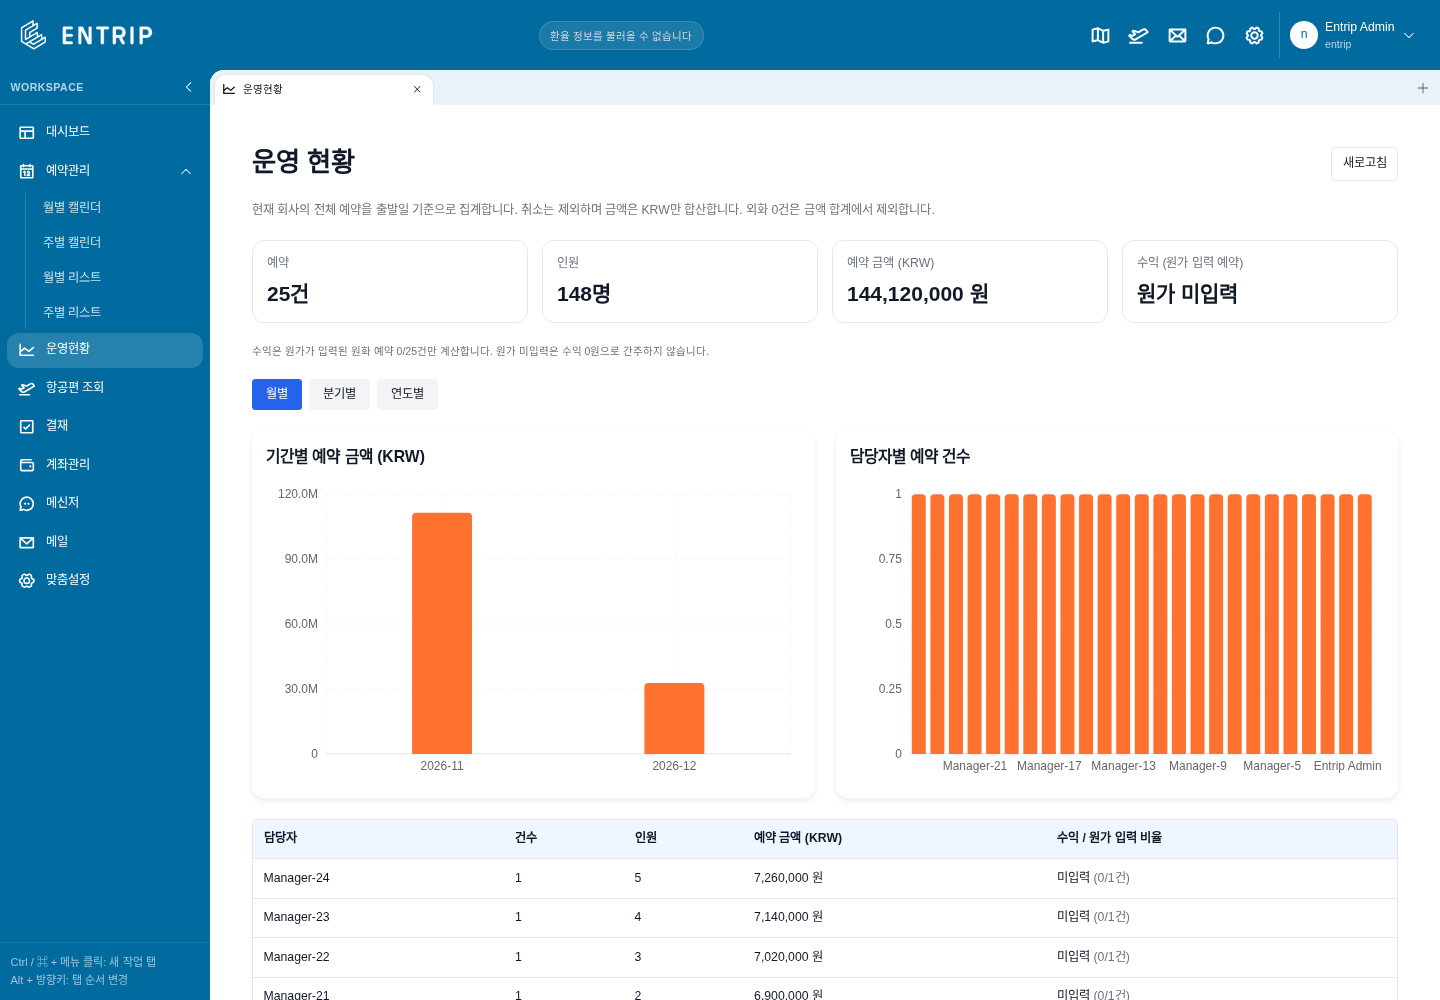 ENTRIP
환율 정보를 불러올 수 없습니다
n
Entrip Admin
entrip
WORKSPACE
운영현황
대시보드
예약관리
월별 캘린더
주별 캘린더
월별 리스트
주별 리스트
운영현황
항공편 조회
결재
계좌관리
메신저
메일
맞춤설정
Ctrl / ⌘ + 메뉴 클릭: 새 작업 탭
Alt + 방향키: 탭 순서 변경
운영 현황
새로고침
현재 회사의 전체 예약을 출발일 기준으로 집계합니다. 취소는 제외하며 금액은 KRW만 합산합니다. 외화 0건은 금액 합계에서 제외합니다.
예약
25건
인원
148명
예약 금액 (KRW)
144,120,000 원
수익 (원가 입력 예약)
원가 미입력
수익은 원가가 입력된 원화 예약 0/25건만 계산합니다. 원가 미입력은 수익 0원으로 간주하지 않습니다.
월별 분기별 연도별
기간별 예약 금액 (KRW)
120.0M
90.0M
60.0M
30.0M
0
2026-11 2026-12
담당자별 예약 건수
1
0.75
0.5
0.25
0
Manager-21 Manager-17 Manager-13 Manager-9 Manager-5 Entrip Admin
담당자 건수 인원 예약 금액 (KRW) 수익 / 원가 입력 비율
Manager-24 1 5 7,260,000 원 미입력 (0/1건)
Manager-23 1 4 7,140,000 원 미입력 (0/1건)
Manager-22 1 3 7,020,000 원 미입력 (0/1건)
Manager-21 1 2 6,900,000 원 미입력 (0/1건)